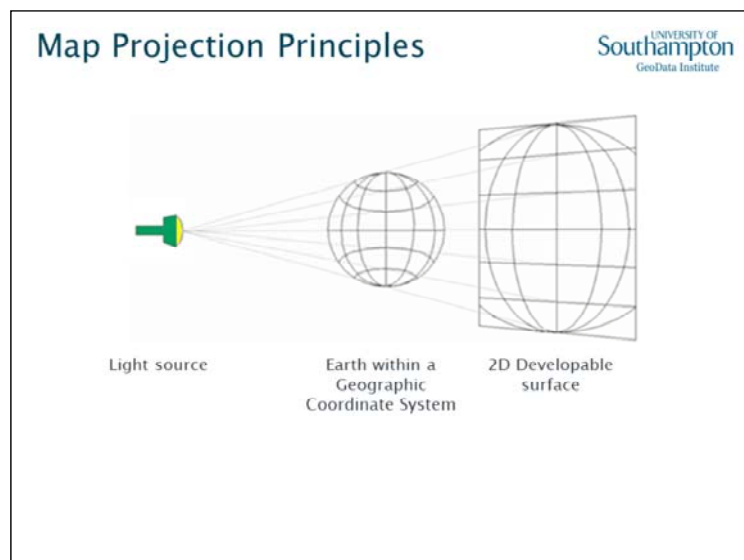 Map Projection Principles
UNIVERSITY OF
Southampton
GeoData Institute
Light source
Earth within a
Geographic
Coordinate System
2D Developable
surface